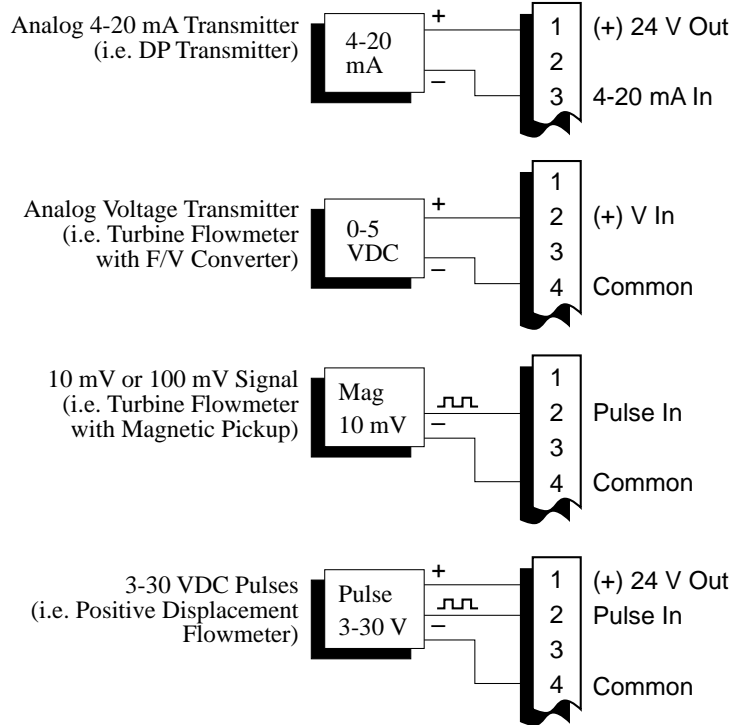 Analog 4-20 mA Transmitter
(i.e. DP Transmitter)
4-20
mA
+
–
1
2
3
(+) 24 V Out
4-20 mA In
Analog Voltage Transmitter
(i.e. Turbine Flowmeter
with F/V Converter)
0-5
VDC
+
–
1
2
3
4
(+) V In
Common
10 mV or 100 mV Signal
(i.e. Turbine Flowmeter
with Magnetic Pickup)
Mag
10 mV
–
1
2
3
4
Pulse In
Common
3-30 VDC Pulses
(i.e. Positive Displacement
Flowmeter)
Pulse
3-30 V
+
–
1
2
3
4
(+) 24 V Out
Pulse In
Common